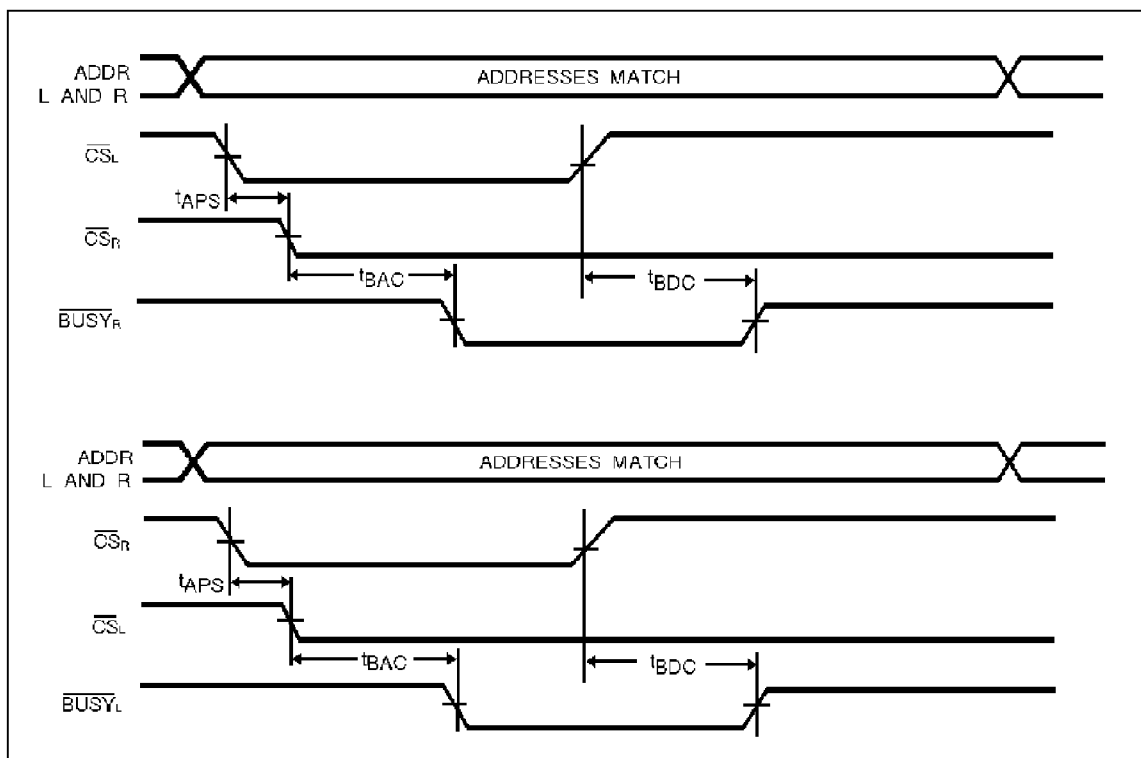 ADDR
L AND R
ADDRESSES MATCH
CSL
tAPS
CSR
tBAC
tBDC
BUSYR
ADDR
L AND R
ADDRESSES MATCH
CSR
tAPS
CSL
tBAC
tBDC
BUSYL